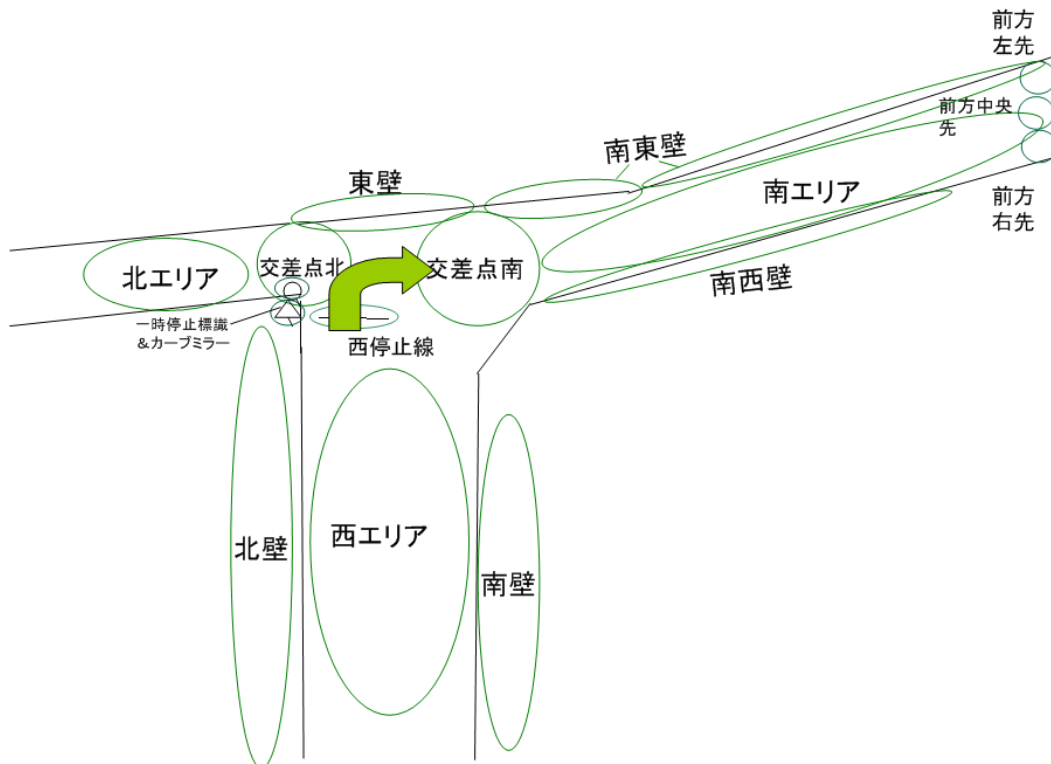 前方
左先
前方中央
先
南東壁
東壁
南エリア
前方
右先
北エリア
交差点北
交差点南
南西壁
一時停止標識
＆カーブミラー
西停止線
北壁
西エリア
南壁